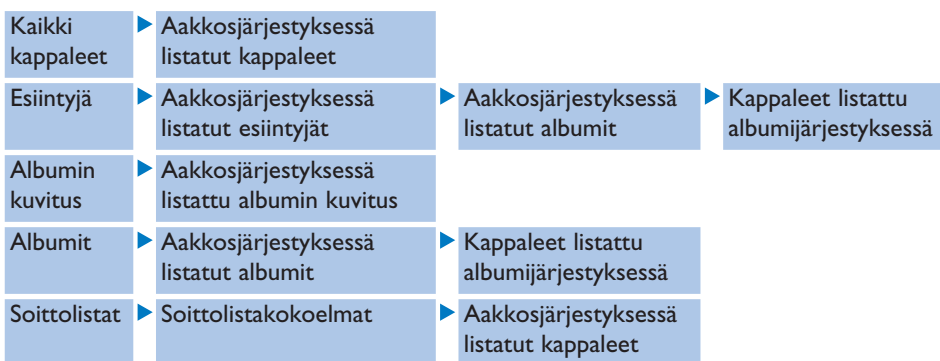 Kaikki
kappaleet
Aakkosjärjestyksessä
listatut kappaleet
Esiintyjä
Aakkosjärjestyksessä
listatut esiintyjät
Aakkosjärjestyksessä
listatut albumit
Kappaleet listattu
albumijärjestyksessä
Albumin
kuvitus
Aakkosjärjestyksessä
listattu albumin kuvitus
Albumit
Aakkosjärjestyksessä
listatut albumit
Kappaleet listattu
albumijärjestyksessä
Soittolistat
Soittolistakokoelmat
Aakkosjärjestyksessä
listatut kappaleet